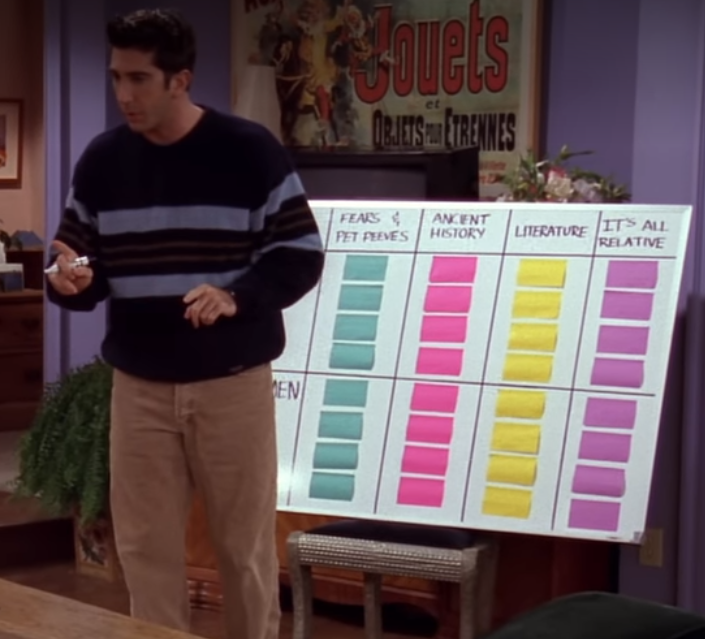 Jouets
et
OBJETS POUR ETRENNES
FEARS &
PET PEEVES
ANCIENT
HISTORY
LITERATURE
IT'S ALL
RELATIVE
MEN